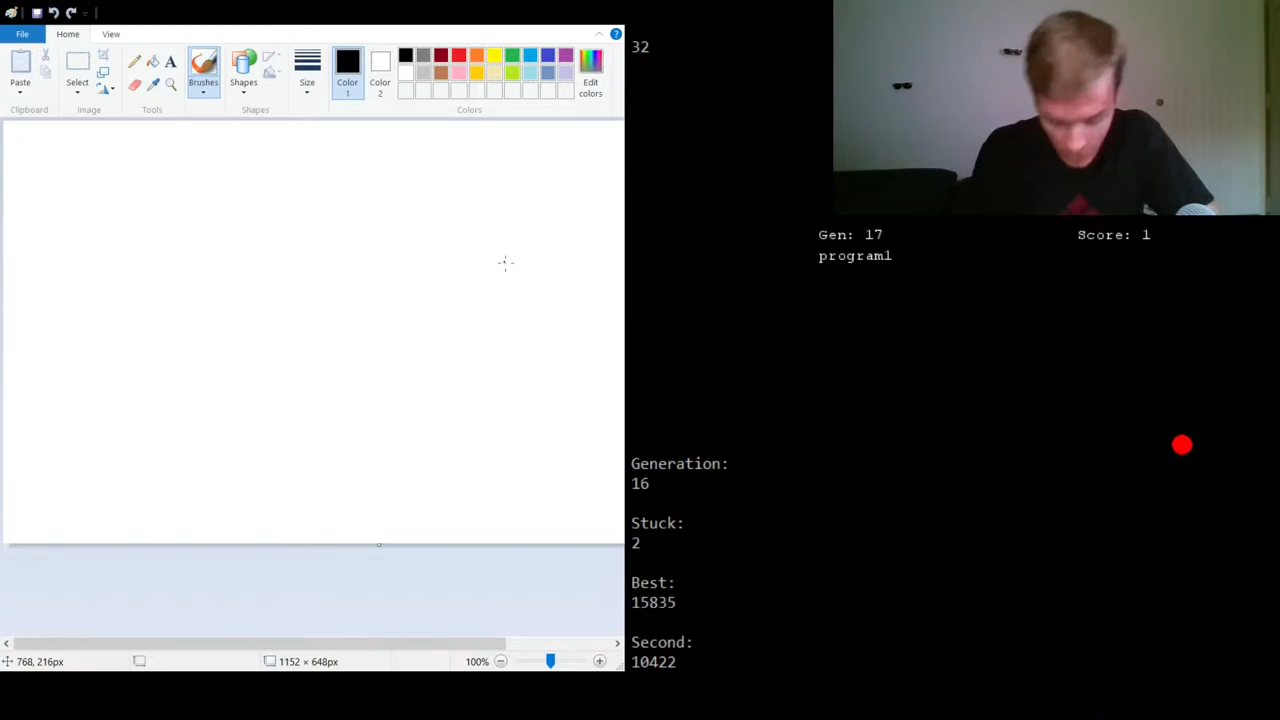 File
Home
View
Paste
Select
Brushes
Shapes
Size
Color
1
Color
2
Edit
colors
Clipboard
Image
Tools
Shapes
Colors
768, 216px
1152 × 648px
100%
32
Generation:
16
Stuck:
2
Best:
15835
Second:
10422
Gen: 17
Score: 1
program1